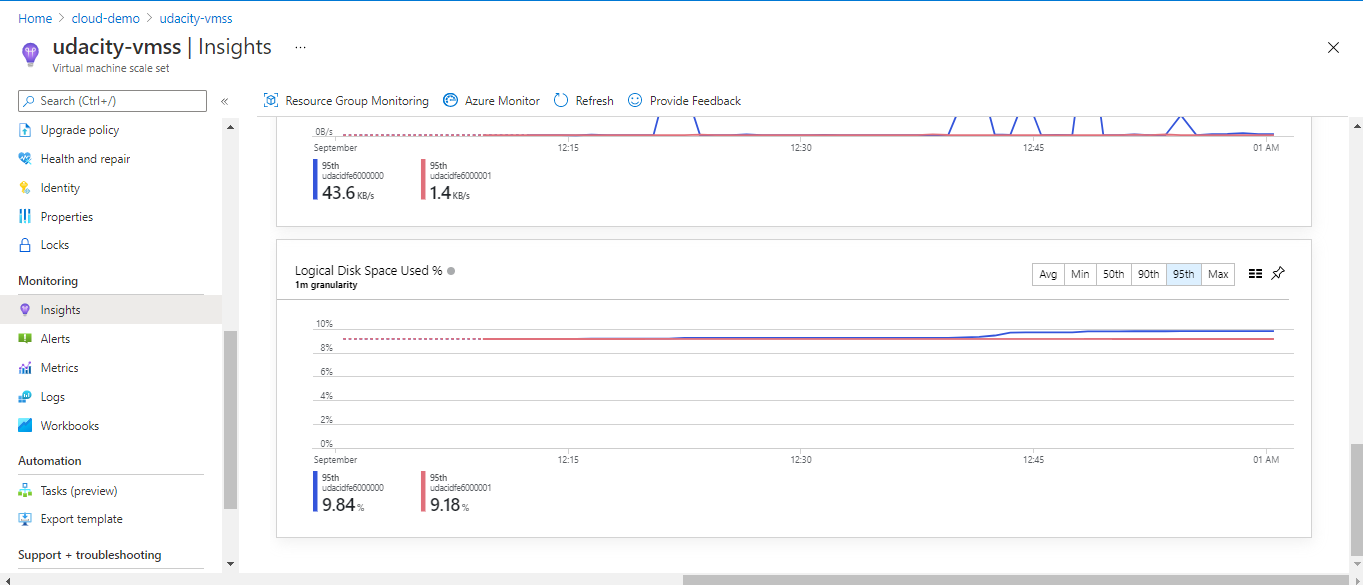 Home > cloud-demo > udacity-vmss
udacity-vmss | Insights ...
Virtual machine scale set
Search (Ctrl+/) «
Resource Group Monitoring Azure Monitor Refresh Provide Feedback
Upgrade policy
Health and repair
Identity
Properties
Locks
Monitoring
Insights
Alerts
Metrics
Logs
Workbooks
Automation
Tasks (preview)
Export template
Support + troubleshooting
0B/s
September 12:15 12:30 12:45 01 AM
95th 95th
udacidfe6000000 udacidfe6000001
43.6 KB/s 1.4 KB/s
Logical Disk Space Used %
1m granularity
Avg Min 50th 90th 95th Max
10%
8%
6%
4%
2%
0%
September 12:15 12:30 12:45 01 AM
95th 95th
udacidfe6000000 udacidfe6000001
9.84 % 9.18 %